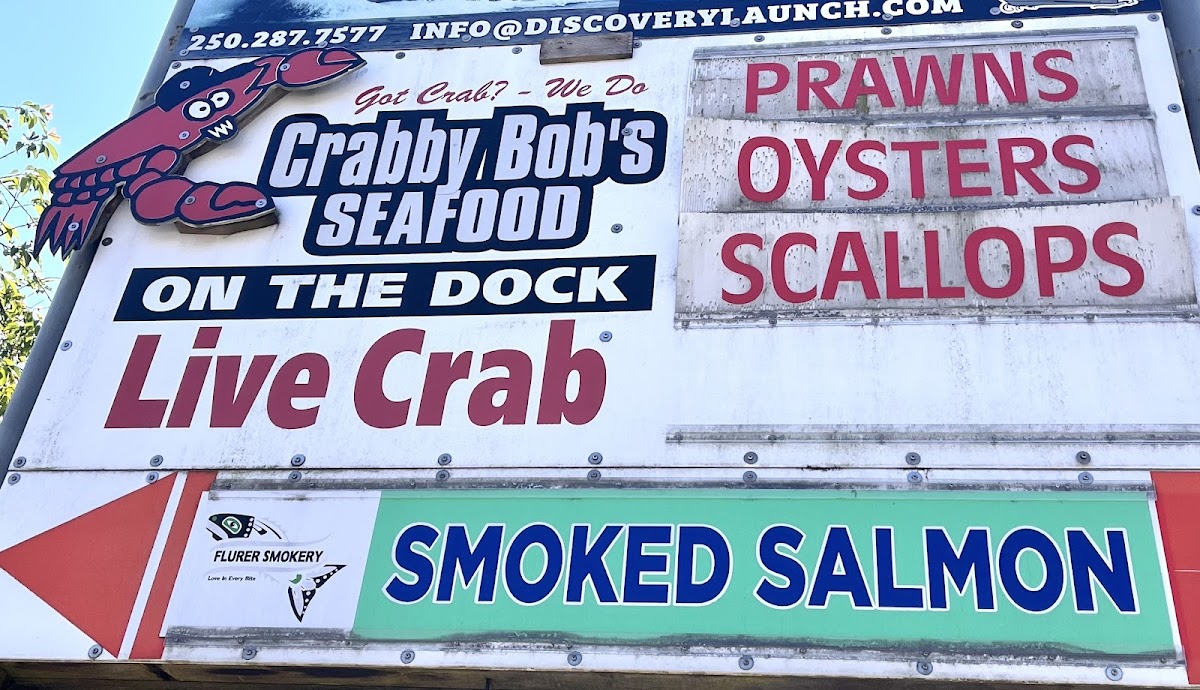 250.287.7577 INFO@DISCOVERYLAUNCH.COM
Got Crab? - We Do
Crabby Bob's
SEAFOOD
ON THE DOCK
Live Crab
PRAWNS
OYSTERS
SCALLOPS
FLURER SMOKERY
Love In Every Bite
SMOKED SALMON